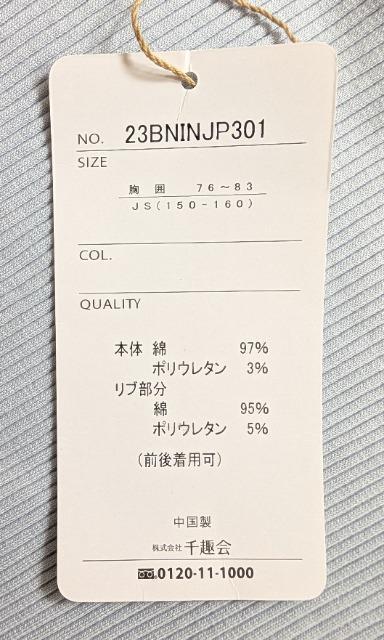 NO. 23BNINJP301
SIZE
胸 囲 76~83
JS(150-160)
COL.
QUALITY
本体 綿 97%
ポリウレタン 3%
リブ部分
綿 95%
ポリウレタン 5%
(前後着用可)
中国製
株式会社 千趣会
0120-11-1000